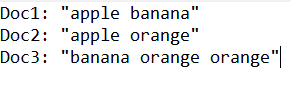 Doc1: "apple banana"
Doc2: "apple orange"
Doc3: "banana orange orange"